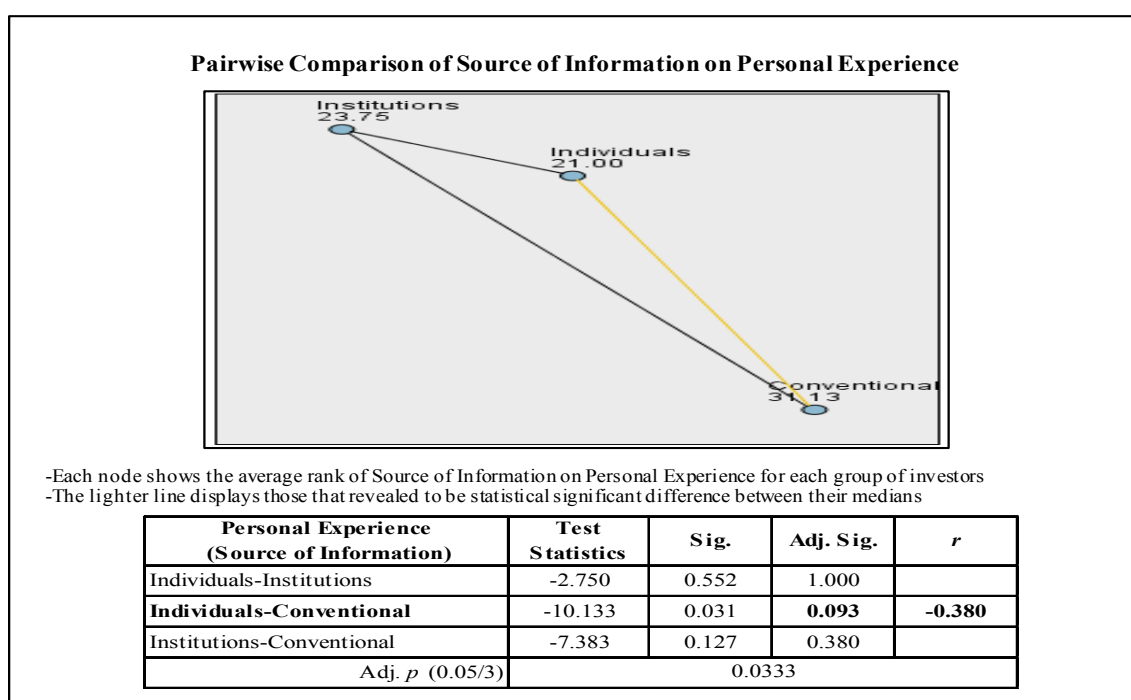 Pairwise Comparison of Source of Information on Personal Experience
Institutions
23.75
Individuals
21.00
Conventional
31.13
-Each node shows the average rank of Source of Information on Personal Experience for each group of investors
-The lighter line displays those that revealed to be statistical significant difference between their medians
Personal Experience (Source of Information) Test Statistics Sig. Adj. Sig. r
Individuals-Institutions -2.750 0.552 1.000
Individuals-Conventional -10.133 0.031 0.093 -0.380
Institutions-Conventional -7.383 0.127 0.380
Adj. p (0.05/3) 0.0333